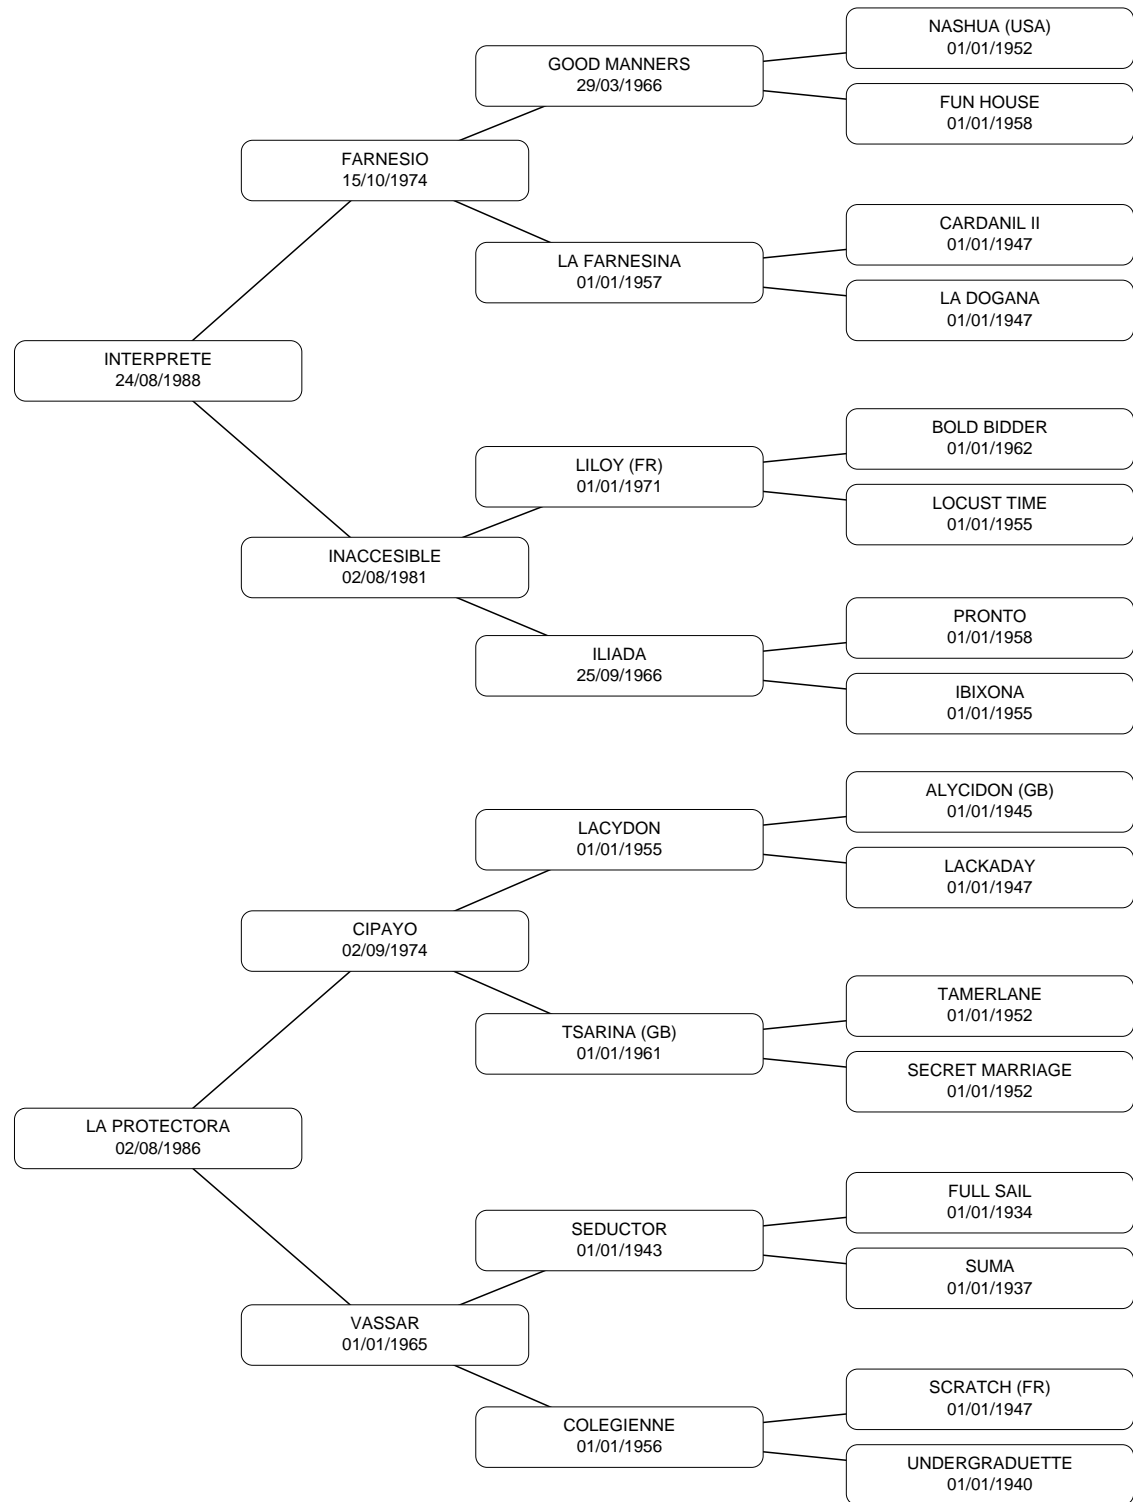 NASHUA (USA)
01/01/1952
GOOD MANNERS
29/03/1966
FUN HOUSE
01/01/1958
FARNESIO
15/10/1974
CARDANIL II
01/01/1947
LA FARNESINA
01/01/1957
LA DOGANA
01/01/1947
INTERPRETE
24/08/1988
BOLD BIDDER
01/01/1962
LILOY (FR)
01/01/1971
LOCUST TIME
01/01/1955
INACCESIBLE
02/08/1981
PRONTO
01/01/1958
ILIADA
25/09/1966
IBIXONA
01/01/1955
ALYCIDON (GB)
01/01/1945
LACYDON
01/01/1955
LACKADAY
01/01/1947
CIPAYO
02/09/1974
TAMERLANE
01/01/1952
TSARINA (GB)
01/01/1961
SECRET MARRIAGE
01/01/1952
LA PROTECTORA
02/08/1986
FULL SAIL
01/01/1934
SEDUCTOR
01/01/1943
SUMA
01/01/1937
VASSAR
01/01/1965
SCRATCH (FR)
01/01/1947
COLEGIENNE
01/01/1956
UNDERGRADUETTE
01/01/1940